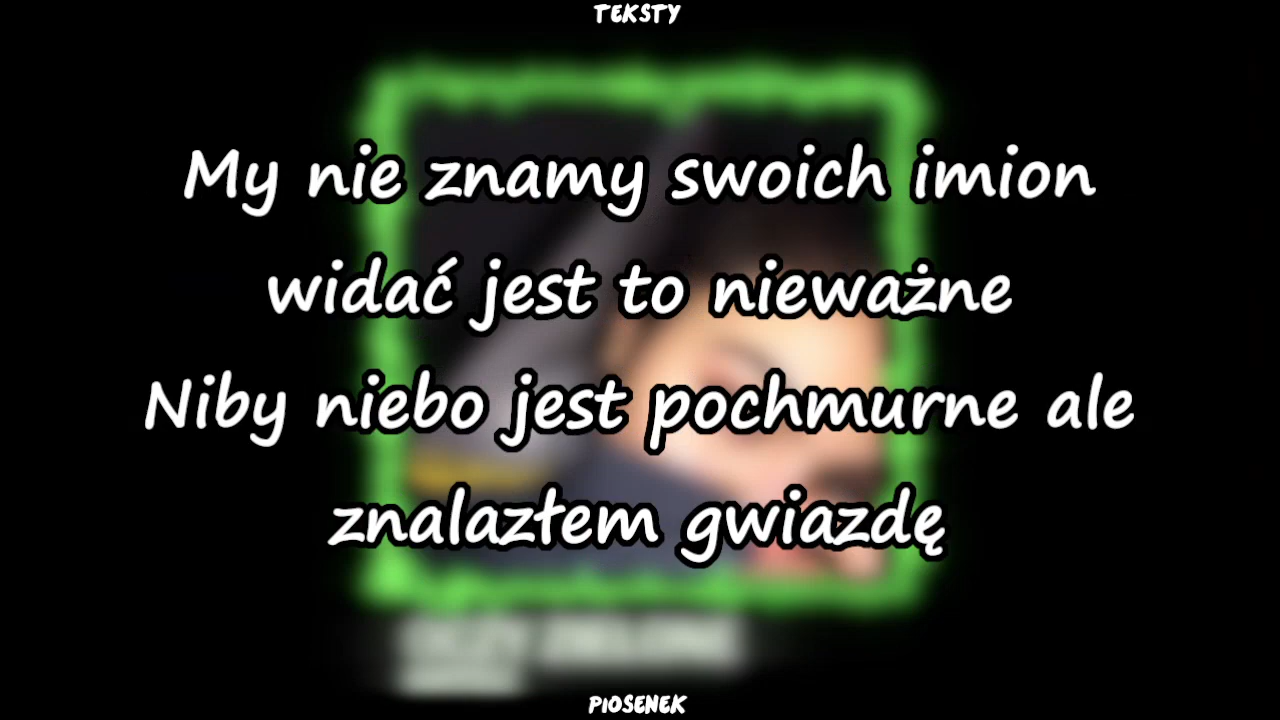 TEKSTY
My nie znamy swoich imion
widać jest to nieważne
Niby niebo jest pochmurne ale
znalazłem gwiazdę
PIOSENEK